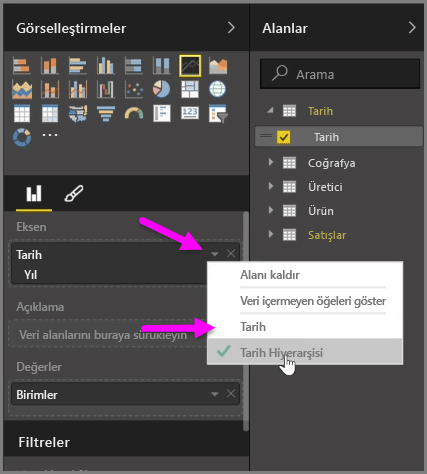 Görselleştirmeler
Alanlar
Arama
Tarih
Tarih
Coğrafya
Üretici
Ürün
Satışlar
Eksen
Tarih
Yıl
Alanı kaldır
Veri içermeyen öğeleri göster
Tarih
Tarih Hiyerarşisi
Açıklama
Veri alanlarını buraya sürükleyin
Değerler
Birimler
Filtreler